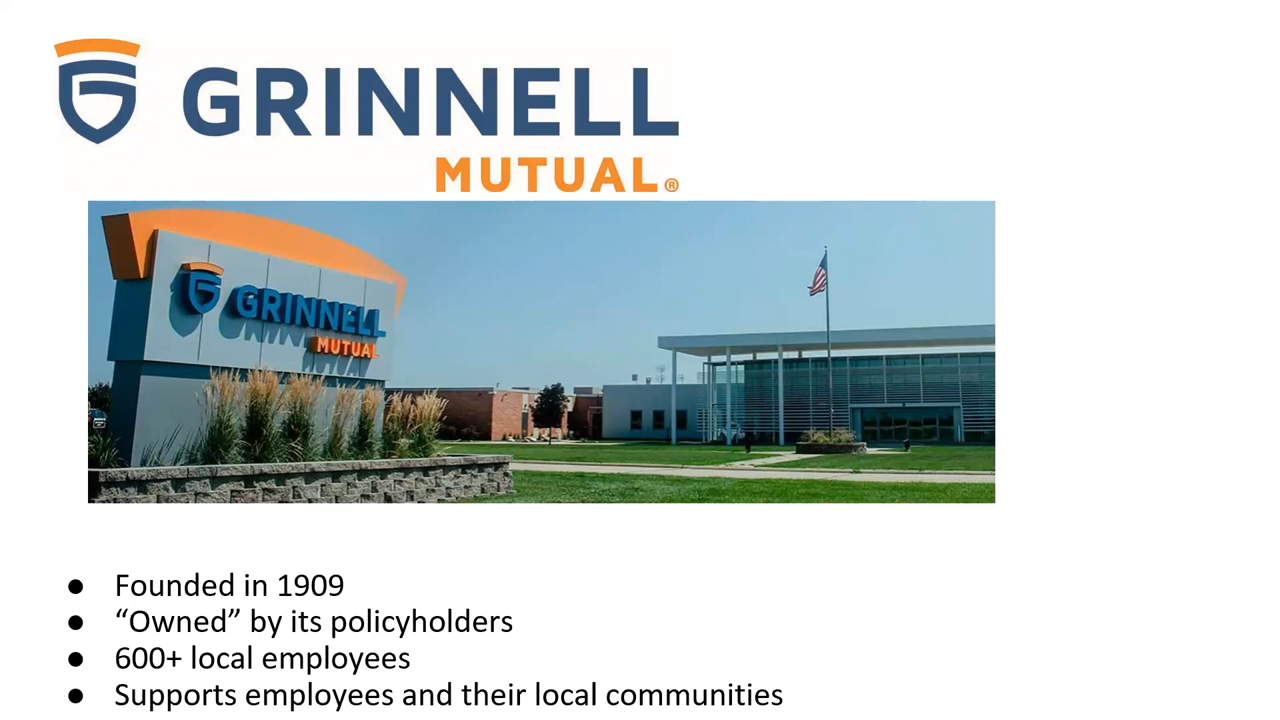 GRINNELL
MUTUAL®
GRINNELL
MUTUAL
● Founded in 1909
● “Owned” by its policyholders
● 600+ local employees
● Supports employees and their local communities